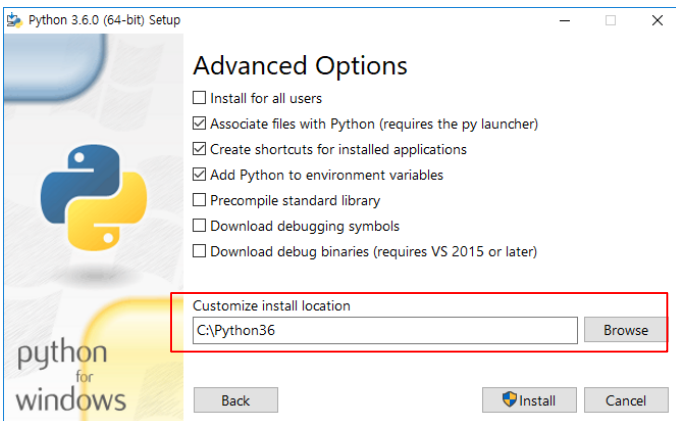 Python 3.6.0 (64-bit) Setup
Advanced Options
Install for all users
Associate files with Python (requires the py launcher)
Create shortcuts for installed applications
Add Python to environment variables
Precompile standard library
Download debugging symbols
Download debug binaries (requires VS 2015 or later)
Customize install location
C:\Python36
Browse
python
for
windows
Back
Install
Cancel